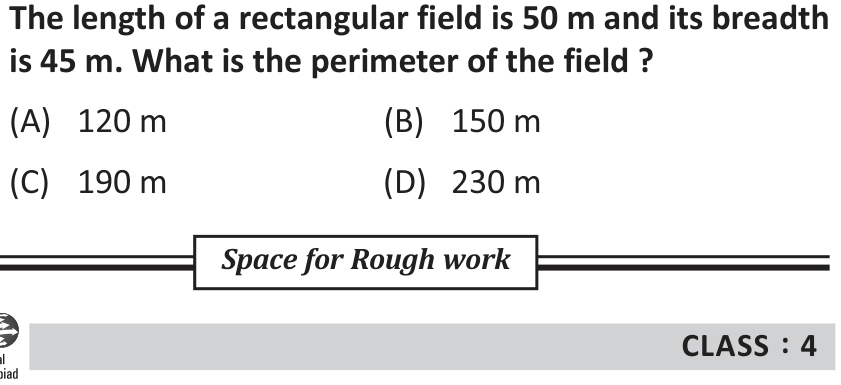 The length of a rectangular field is 50 m and its breadth
is 45 m. What is the perimeter of the field ?
(A) 120 m (B) 150 m
(C) 190 m (D) 230 m
Space for Rough work
CLASS : 4